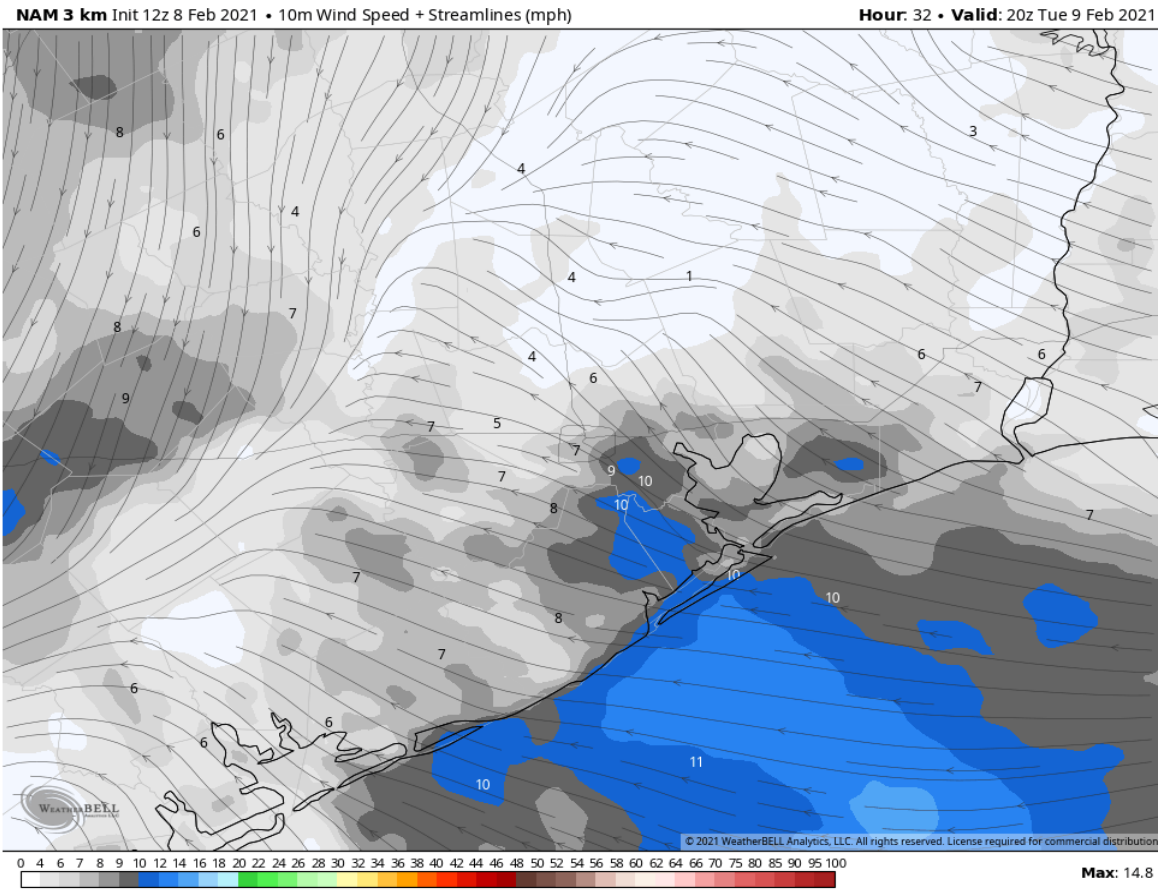 NAM 3 km Init 12z 8 Feb 2021 • 10m Wind Speed + Streamlines (mph) Hour: 32 • Valid: 20z Tue 9 Feb 2021
8 6 3
4
4
6
4 1
7
8
4 6 6
6 7
9
7 5
7
9
7 10
10
8 7
7 10
10
8
7
6
6
6
11
10
WEATHERBELL
Analytics LLC
© 2021 WeatherBELL Analytics, LLC. All rights reserved. License required for commercial distribution
0 4 6 7 8 9 10 12 14 16 18 20 22 24 26 28 30 32 34 36 38 40 42 44 46 48 50 52 54 56 58 60 62 64 66 70 75 80 85 90 95 100
Max: 14.8